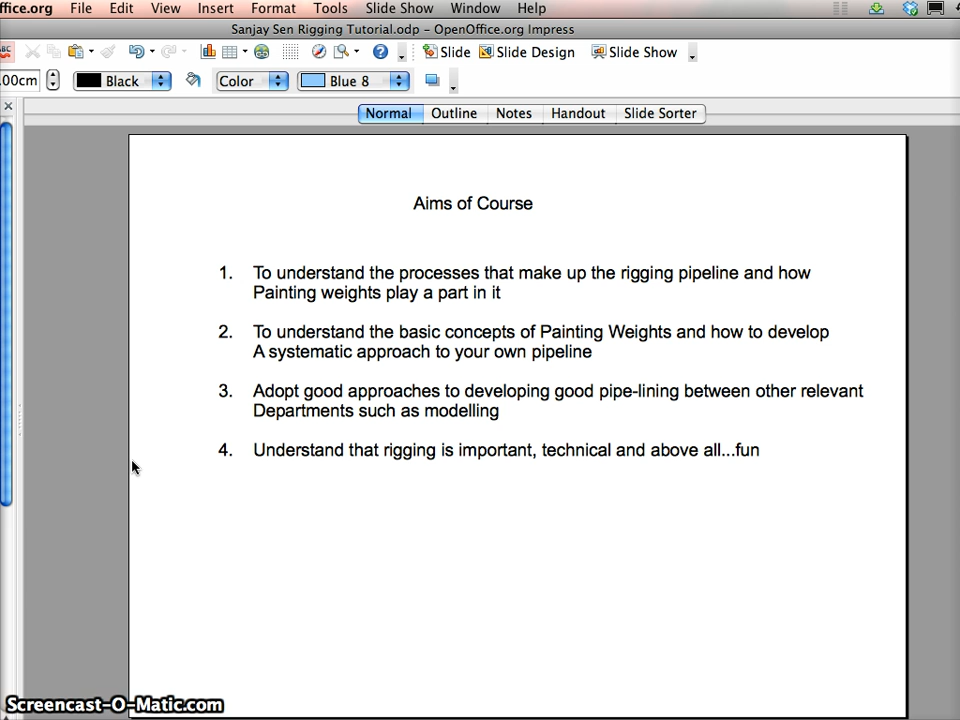 ffice.org File Edit View Insert Format Tools Slide Show Window Help
Sanjay Sen Rigging Tutorial.odp – OpenOffice.org Impress
ABC Slide Slide Design Slide Show
.00cm Black Color Blue 8
Normal Outline Notes Handout Slide Sorter
Aims of Course
1. To understand the processes that make up the rigging pipeline and how
Painting weights play a part in it
2. To understand the basic concepts of Painting Weights and how to develop
A systematic approach to your own pipeline
3. Adopt good approaches to developing good pipe-lining between other relevant
Departments such as modelling
4. Understand that rigging is important, technical and above all...fun
Screencast-O-Matic.com